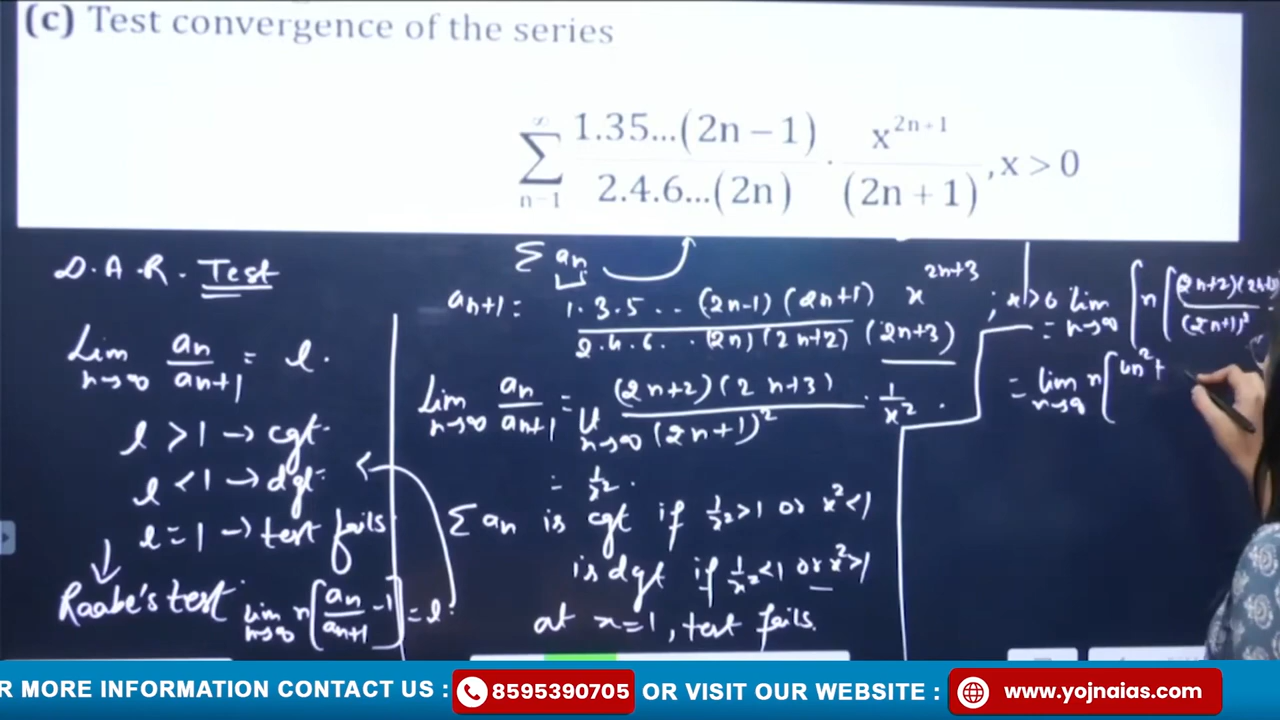 (c) Test convergence of the series
∞
∑ 1.35...(2n – 1) / 2.4.6...(2n) . x^{2n+1} / (2n + 1) , x > 0
n–1
D.A.R. Test
Lim n→∞ an / an+1 = l.
l > 1 → cgt.
l < 1 → dgt.
l = 1 → test fails
Raabe's test lim n→∞ n [an / an+1 - 1] = l
Σ an
an+1 = 1.3.5 .. (2n-1) (2n+1) / 2.4.6 .. (2n) (2n+2) x^{2n+3} / (2n+3) ; x>0
Lim n→∞ an / an+1 = lt n→∞ (2n+2) (2n+3) / (2n+1)² . 1/x² .
= 1/x² .
Σ an is cgt if 1/x² > 1 or x² < 1
is dgt if 1/x² < 1 or x² > 1
at x = 1, test fails.
= lim n→∞ [n [(2n+2)( / (2n+1)²
= lim n→∞ n [4n² +
R MORE INFORMATION CONTACT US : 8595390705 OR VISIT OUR WEBSITE : www.yojnaias.com